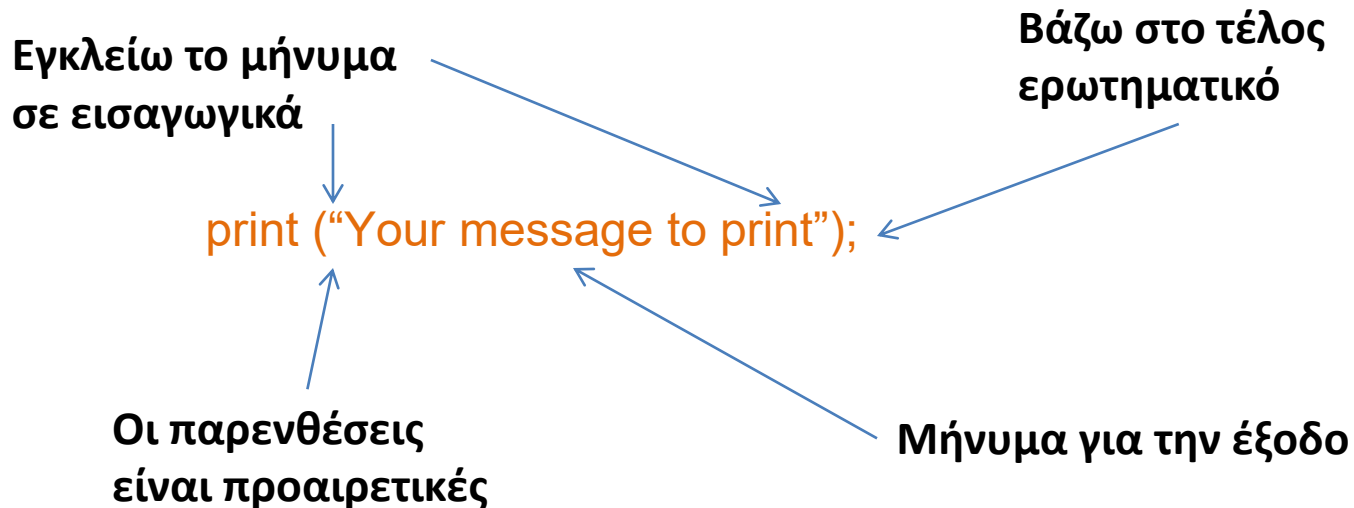 Εγκλείω το μήνυμα
σε εισαγωγικά
Βάζω στο τέλος
ερωτηματικό
print (“Your message to print”);
Οι παρενθέσεις
είναι προαιρετικές
Μήνυμα για την έξοδο